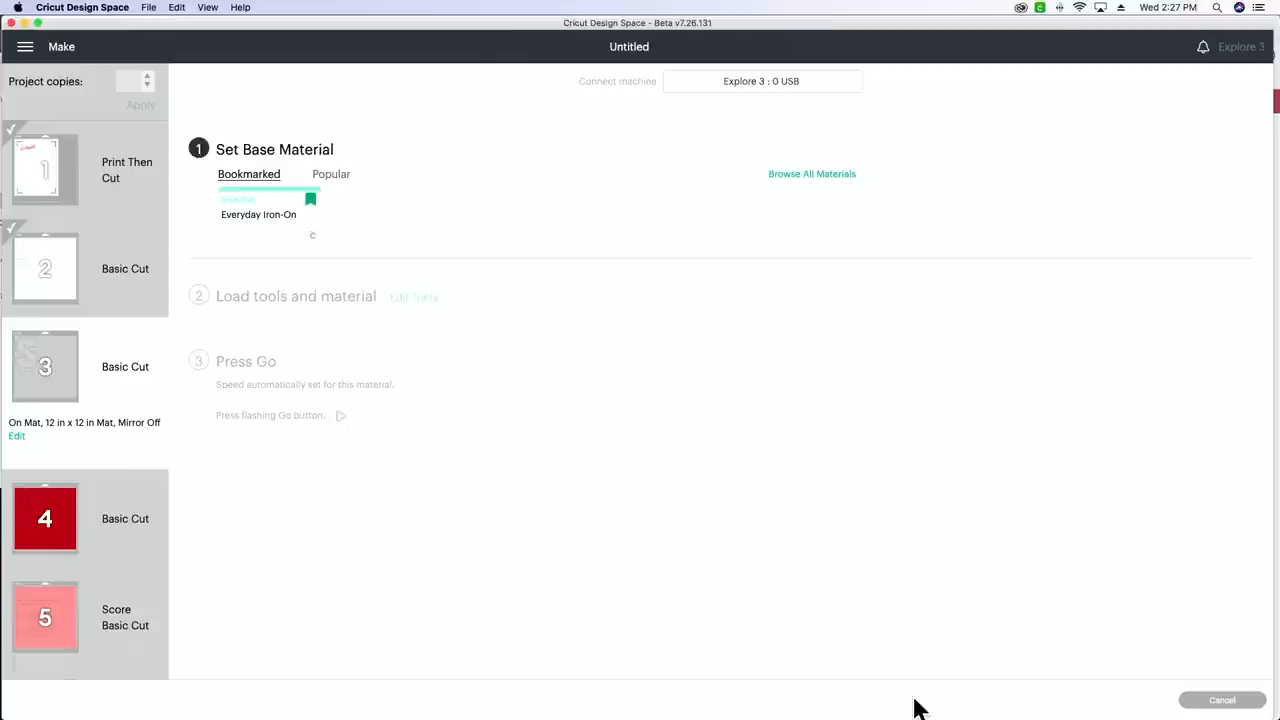 Cricut Design Space File Edit View Help Wed 2:27 PM
Cricut Design Space - Beta v7.26.131
Make Untitled Explore 3
Project copies: Connect machine Explore 3 : 0 USB
Apply
1 Set Base Material
1 Print Then Cut
Bookmarked Popular Browse All Materials
Everyday Iron-On
C
2 Basic Cut
2 Load tools and material Edit Tools
3 Press Go
3 Basic Cut
Speed automatically set for this material.
Press flashing Go button.
On Mat, 12 in x 12 in Mat, Mirror Off
Edit
4 Basic Cut
5 Score
Basic Cut
Cancel